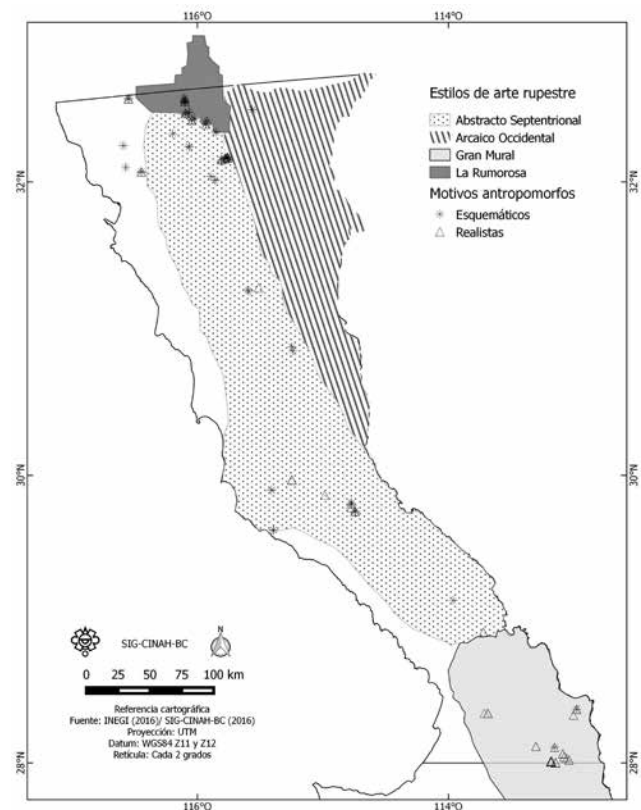 116°O
114°O
32°N
32°N
30°N
30°N
28°N
28°N
Estilos de arte rupestre
Abstracto Septentrional
Arcaico Occidental
Gran Mural
La Rumorosa
Motivos antropomorfos
Esquemáticos
Realistas
SIG-CINAH-BC
N
0 25 50 75 100 km
Referencia cartográfica
Fuente: INEGI (2016)/ SIG-CINAH-BC (2016)
Proyección: UTM
Datum: WGS84 Z11 y Z12
Retícula: Cada 2 grados
116°O
114°O